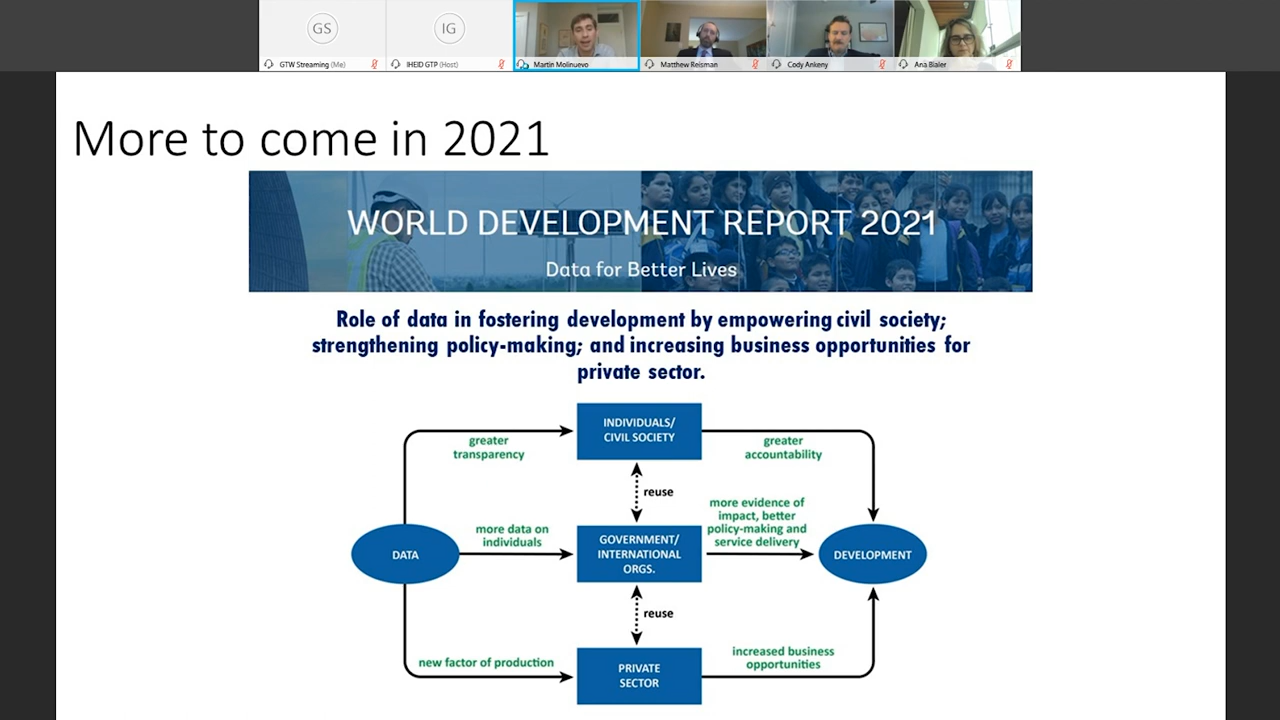 GS
IG
GTW Streaming (Me)
IHEID GTP (Host)
Martin Molinuevo
Matthew Reisman
Cody Ankeny
Ana Bialer
More to come in 2021
WORLD DEVELOPMENT REPORT 2021
Data for Better Lives
Role of data in fostering development by empowering civil society;
strengthening policy-making; and increasing business opportunities for
private sector.
INDIVIDUALS/
CIVIL SOCIETY
greater
transparency
greater
accountability
reuse
more data on
individuals
more evidence of
impact, better
policy-making and
service delivery
DATA
GOVERNMENT/
INTERNATIONAL
ORGS.
DEVELOPMENT
reuse
new factor of production
PRIVATE
SECTOR
increased business
opportunities